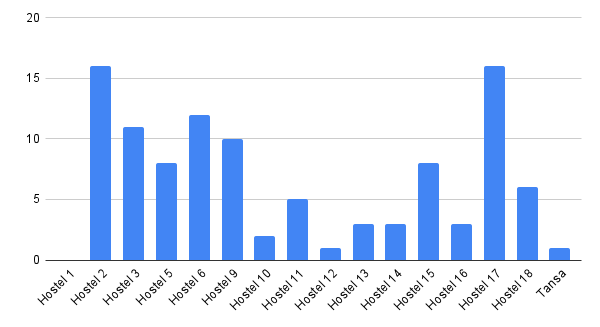 20
15
10
5
0
Hostel 1
Hostel 2
Hostel 3
Hostel 5
Hostel 6
Hostel 9
Hostel 10
Hostel 11
Hostel 12
Hostel 13
Hostel 14
Hostel 15
Hostel 16
Hostel 17
Hostel 18
Tansa